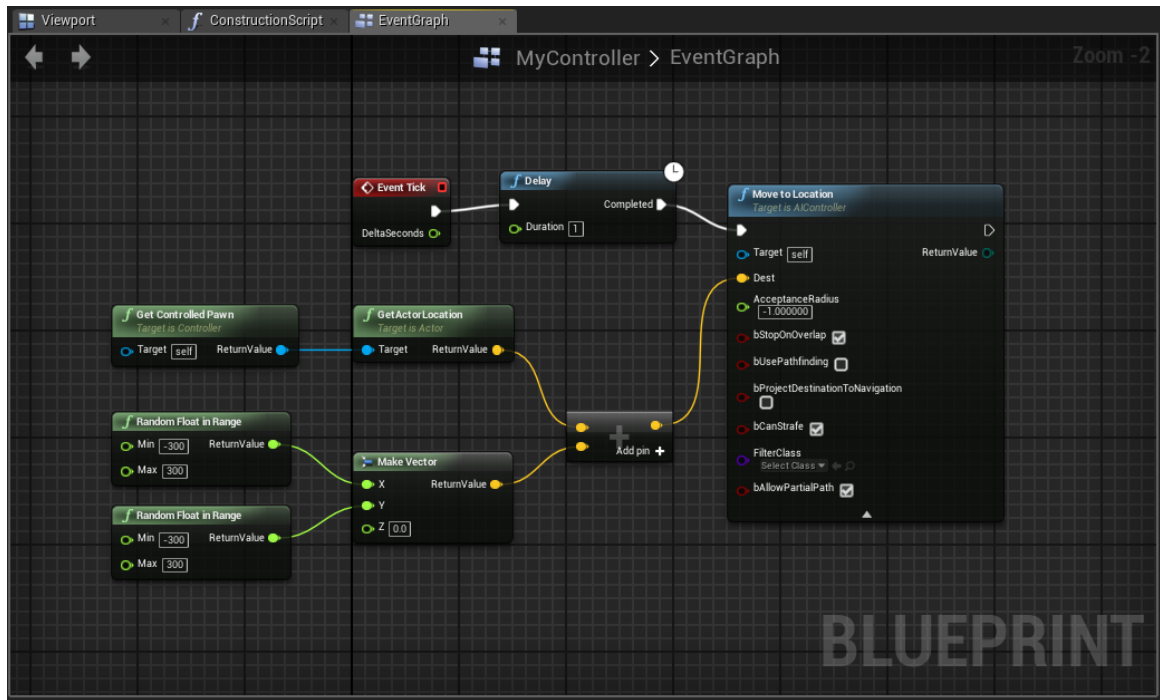 Viewport
ConstructionScript
EventGraph
MyController > EventGraph
Zoom -2
Event Tick
DeltaSeconds
Delay
Completed
Duration 1
Move to Location
Target is AIController
Target self
ReturnValue
Dest
AcceptanceRadius
-1.000000
bStopOnOverlap
bUsePathfinding
bProjectDestinationToNavigation
bCanStrafe
FilterClass
Select Class
bAllowPartialPath
Get Controlled Pawn
Target is Controller
Target self ReturnValue
GetActorLocation
Target is Actor
Target ReturnValue
Random Float in Range
Min -300 ReturnValue
Max 300
Random Float in Range
Min -300 ReturnValue
Max 300
Make Vector
X ReturnValue
Y
Z 0.0
Add pin +
BLUEPRINT